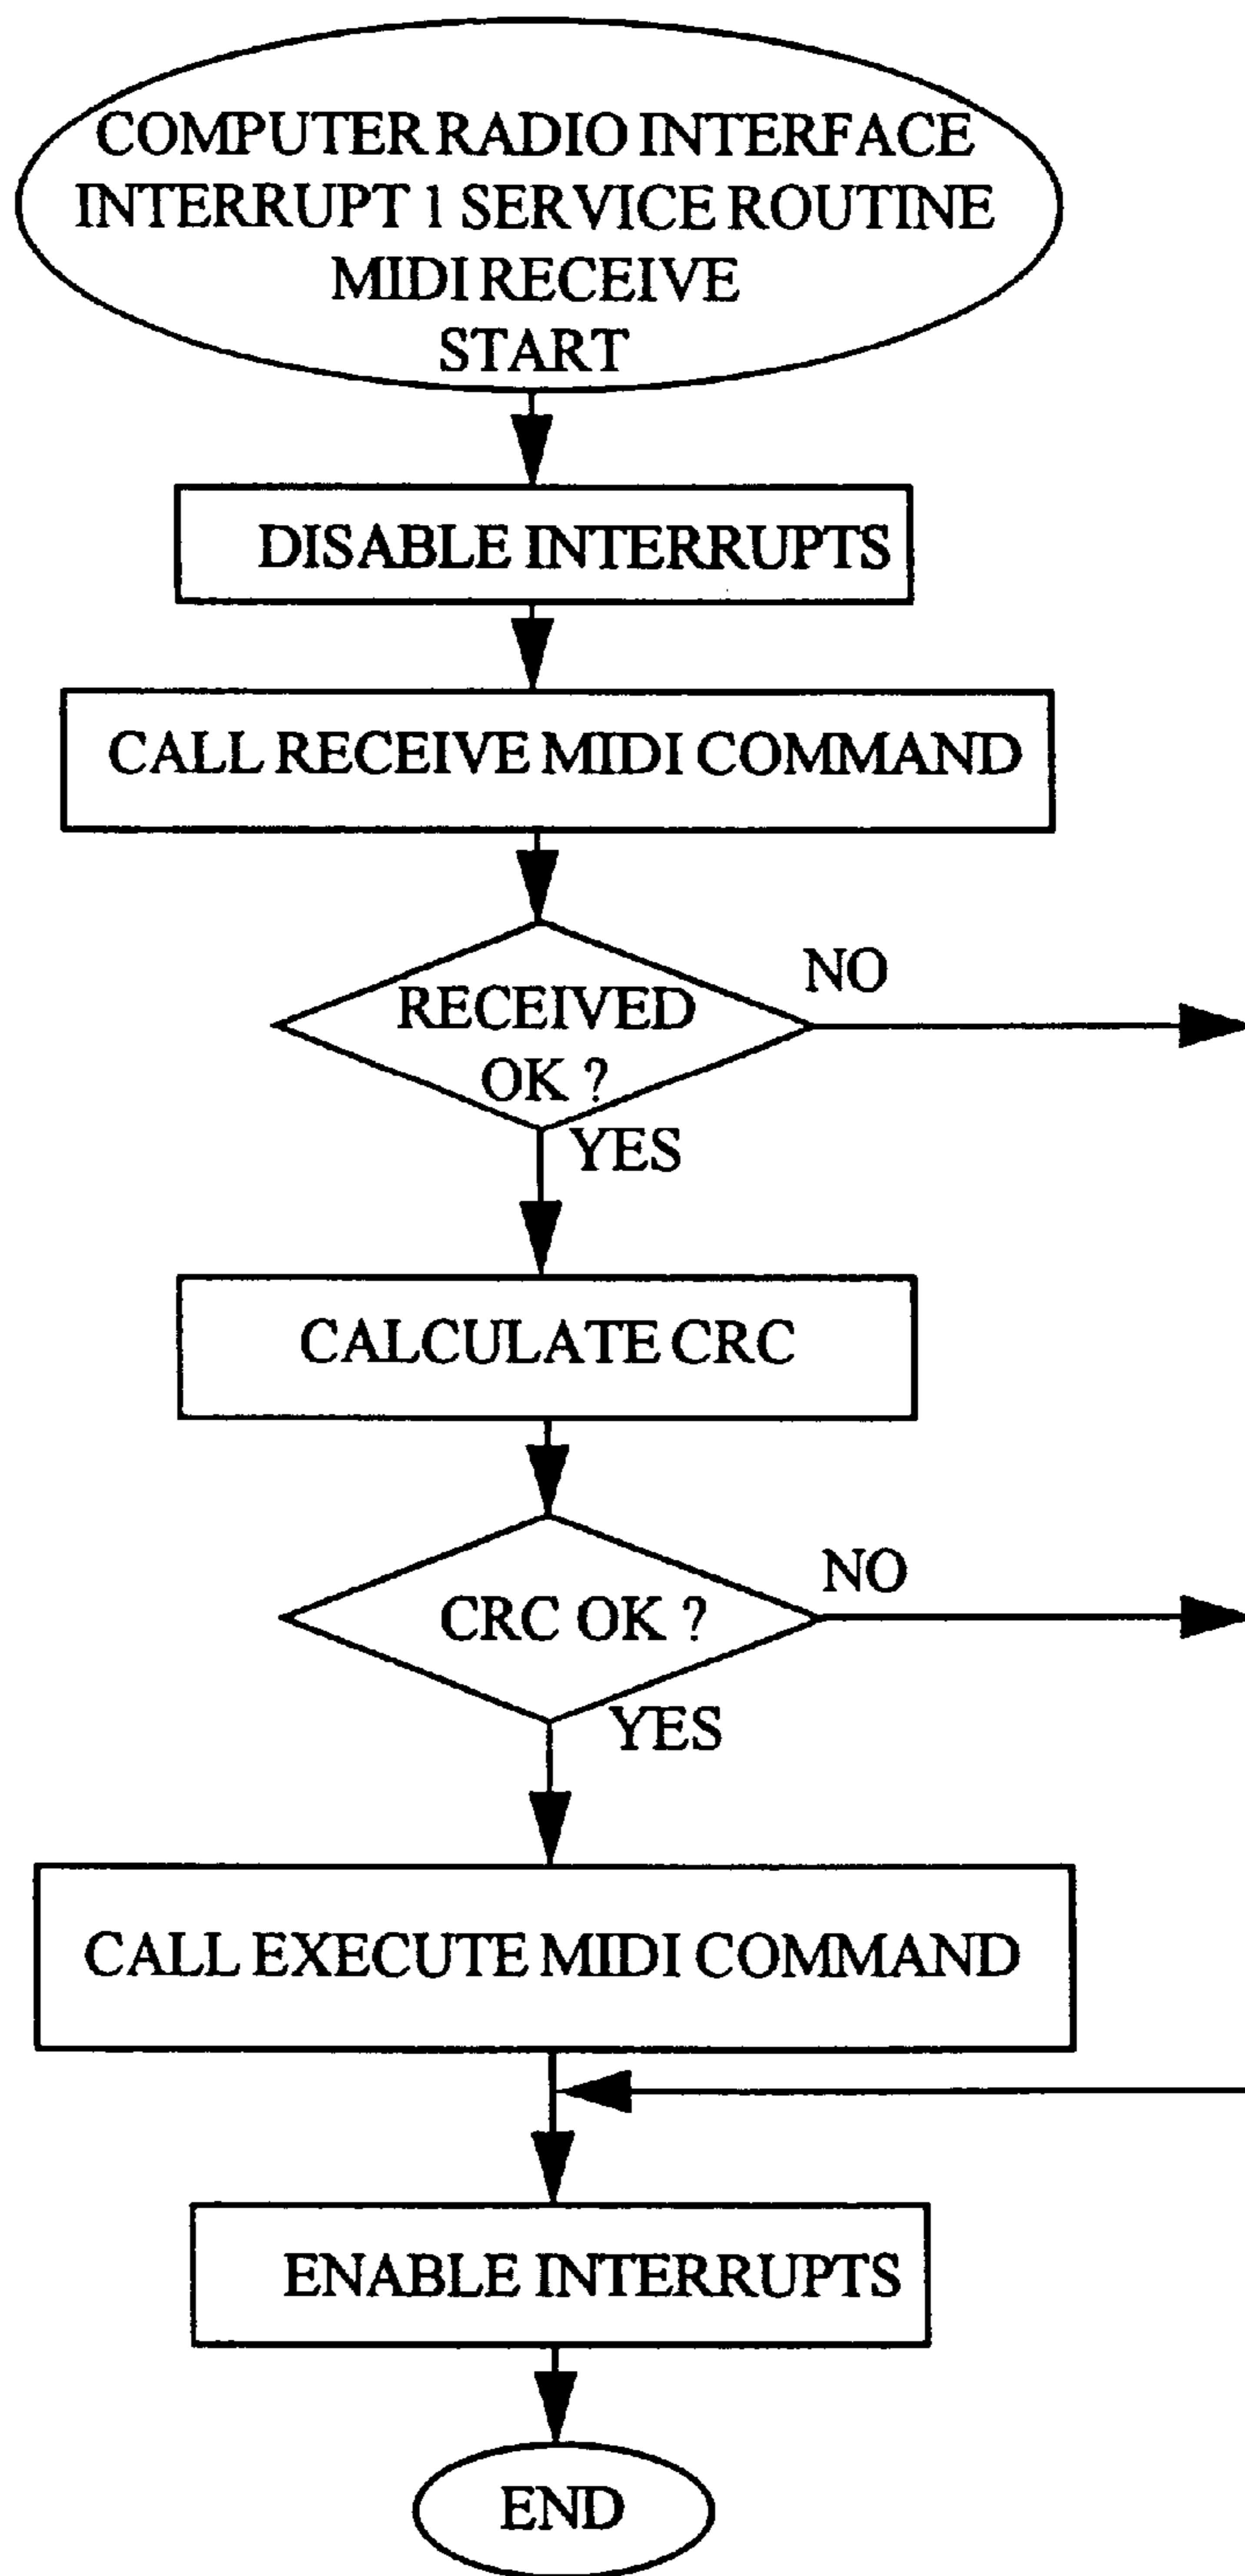 COMPUTER RADIO INTERFACE
INTERRUPT 1 SERVICE ROUTINE
MIDI RECEIVE
START
DISABLE INTERRUPTS
CALL RECEIVE MIDI COMMAND
RECEIVED
OK ?
NO
YES
CALCULATE CRC
CRC OK ?
NO
YES
CALL EXECUTE MIDI COMMAND
ENABLE INTERRUPTS
END